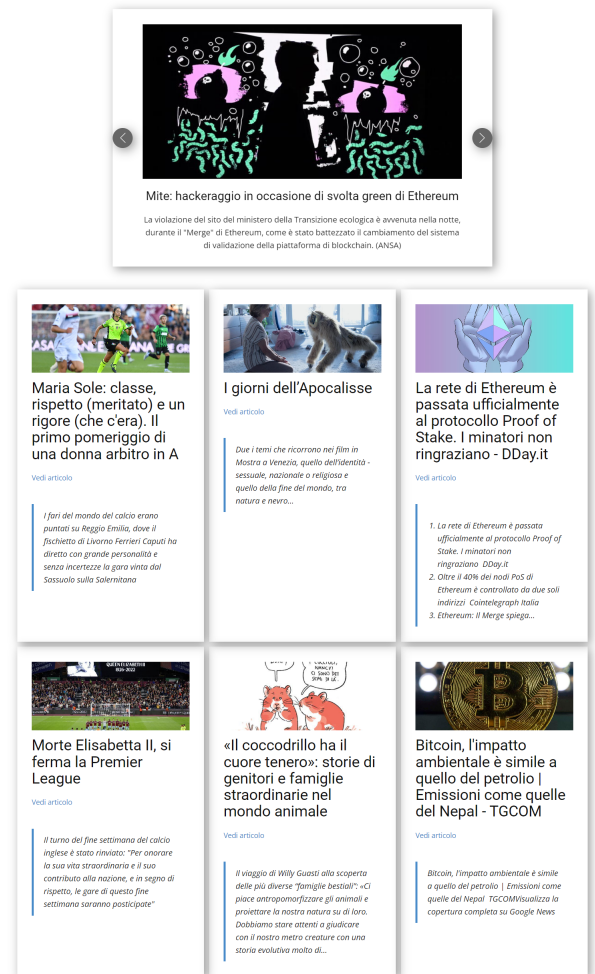 Mite: hackeraggio in occasione di svolta green di Ethereum
La violazione del sito del ministero della Transizione ecologica è avvenuta nella notte,
durante il "Merge" di Ethereum, come è stato battezzato il cambiamento del sistema
di validazione della piattaforma di blockchain. (ANSA)
Maria Sole: classe,
rispetto (meritato) e un
rigore (che c'era). Il
primo pomeriggio di
una donna arbitro in A
Vedi articolo
I fari del mondo del calcio erano
puntati su Reggio Emilia, dove il
fischietto di Livorno Ferrieri Caputi ha
diretto con grande personalità e
senza incertezze la gara vinta dal
Sassuolo sulla Salernitana
I giorni dell’Apocalisse
Vedi articolo
Due i temi che ricorrono nei film in
Mostra a Venezia, quello dell’identità -
sessuale, nazionale o religiosa e
quello della fine del mondo, tra
natura e nevro...
La rete di Ethereum è
passata ufficialmente
al protocollo Proof of
Stake. I minatori non
ringraziano - DDay.it
Vedi articolo
1. La rete di Ethereum è passata
ufficialmente al protocollo Proof of
Stake. I minatori non
ringraziano DDay.it
2. Oltre il 40% dei nodi PoS di
Ethereum è controllato da due soli
indirizzi Cointelegraph Italia
3. Ethereum: Il Merge spiega...
QUEEN ELIZABETH II
1926-2022
Morte Elisabetta II, si
ferma la Premier
League
Vedi articolo
Il turno del fine settimana del calcio
inglese è stato rinviato: "Per onorare
la sua vita straordinaria e il suo
contributo alla nazione, e in segno di
rispetto, le gare di questo fine
settimana saranno posticipate"
CI SONO DEI
«Il coccodrillo ha il
cuore tenero»: storie di
genitori e famiglie
straordinarie nel
mondo animale
Vedi articolo
Il viaggio di Willy Guasti alla scoperta
delle più diverse “famiglie bestiali”: «Ci
piace antropomorfizzare gli animali e
proiettare la nostra natura su di loro.
Dobbiamo stare attenti a giudicare
con il nostro metro creature con una
storia evolutiva molto di...
Bitcoin, l'impatto
ambientale è simile a
quello del petrolio |
Emissioni come quelle
del Nepal - TGCOM
Vedi articolo
Bitcoin, l'impatto ambientale è simile
a quello del petrolio | Emissioni come
quelle del Nepal TGCOMVisualizza la
copertura completa su Google News